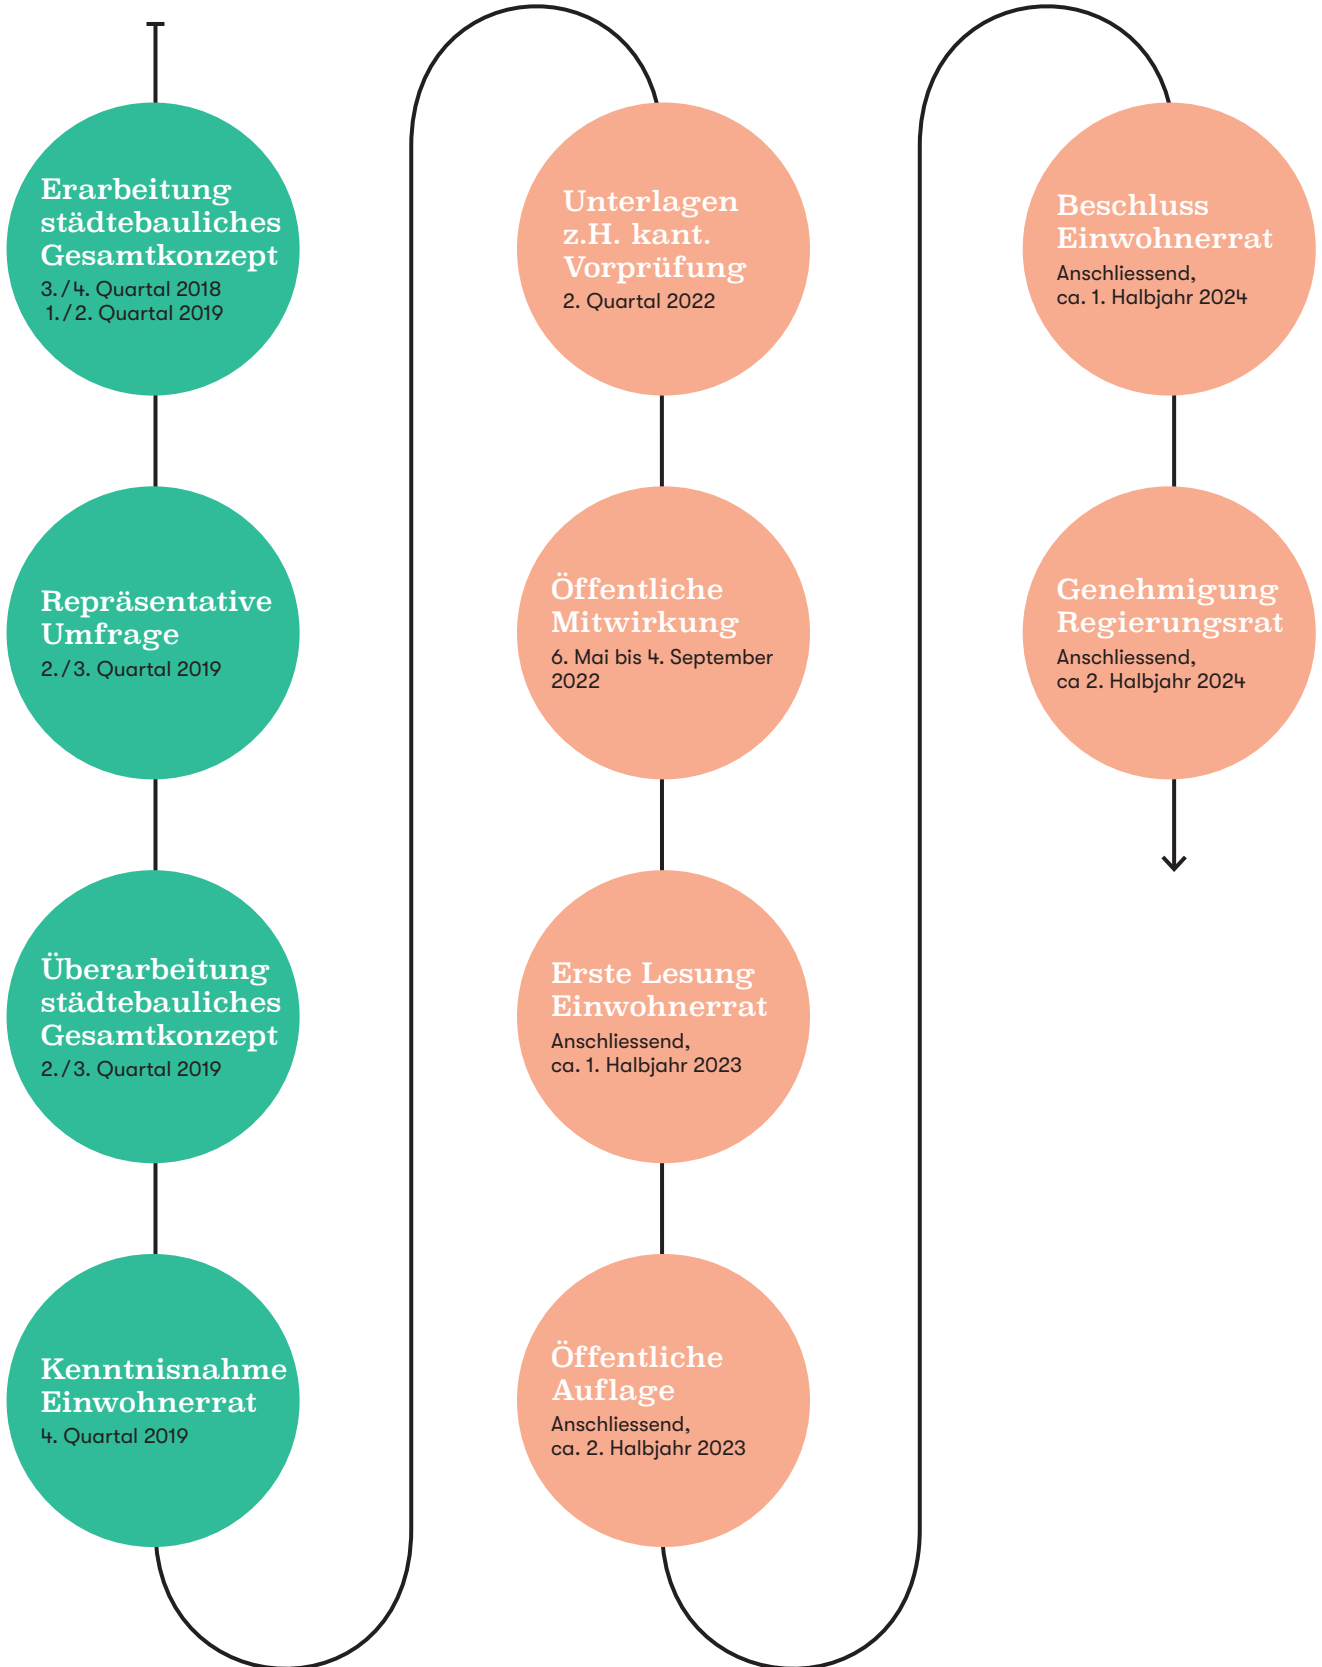 Erarbeitung
städtebauliches
Gesamtkonzept
3./4. Quartal 2018
1./2. Quartal 2019
Repräsentative
Umfrage
2./3. Quartal 2019
Überarbeitung
städtebauliches
Gesamtkonzept
2./3. Quartal 2019
Kenntnisnahme
Einwohnerrat
4. Quartal 2019
Unterlagen
z.H. kant.
Vorprüfung
2. Quartal 2022
Öffentliche
Mitwirkung
6. Mai bis 4. September
2022
Erste Lesung
Einwohnerrat
Anschliessend,
ca. 1. Halbjahr 2023
Öffentliche
Auflage
Anschliessend,
ca. 2. Halbjahr 2023
Beschluss
Einwohnerrat
Anschliessend,
ca. 1. Halbjahr 2024
Genehmigung
Regierungsrat
Anschliessend,
ca 2. Halbjahr 2024